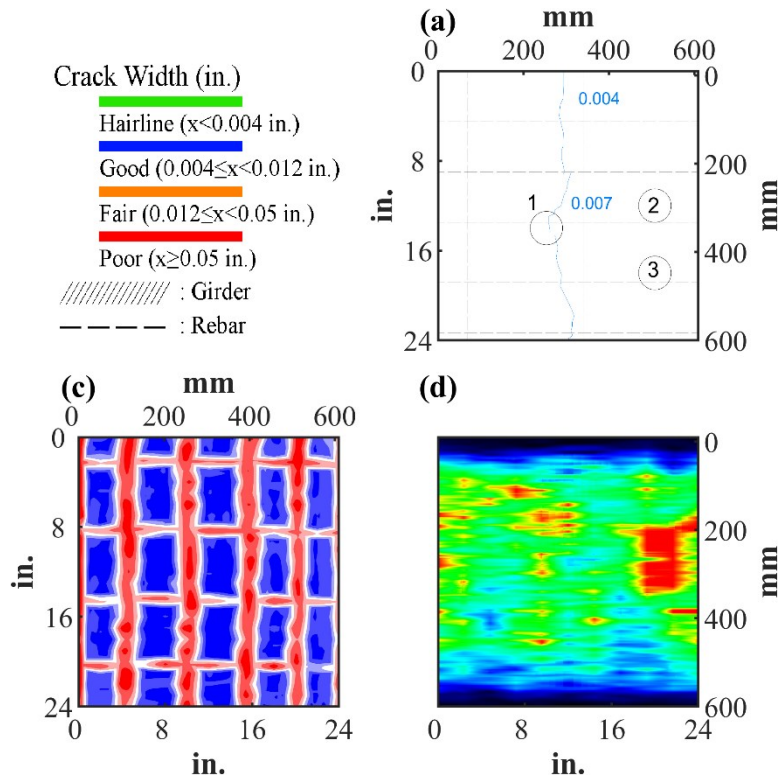 Crack Width (in.)
Hairline (x<0.004 in.)
Good (0.004≤x<0.012 in.)
Fair (0.012≤x<0.05 in.)
Poor (x≥0.05 in.)
: Girder
: Rebar
(a)
mm
0 200 400 600
0 0
0.004
8 200
1 0.007 2
in. mm
16 400
3
24 600
(c)
mm
0 200 400 600
0
8
in.
16
24
0 8 16 24
in.
(d)
0
200
mm
400
600
0 8 16 24
in.